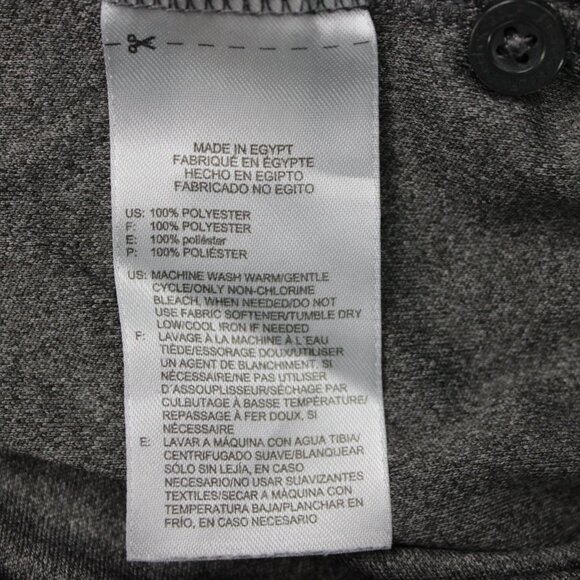 MADE IN EGYPT
FABRIQUÉ EN ÉGYPTE
HECHO EN EGIPTO
FABRICADO NO EGITO
US: 100% POLYESTER
F: 100% POLYESTER
E: 100% poliéster
P: 100% POLIÉSTER
US: MACHINE WASH WARM/GENTLE
CYCLE/ONLY NON-CHLORINE
BLEACH, WHEN NEEDED/DO NOT
USE FABRIC SOFTENER/TUMBLE DRY
LOW/COOL IRON IF NEEDED
F: LAVAGE À LA MACHINE À L'EAU
TIÈDE/ESSORAGE DOUX/UTILISER
UN AGENT DE BLANCHIMENT, SI
NÉCESSAIRE/NE PAS UTILISER
D'ASSOUPLISSEUR/SÉCHAGE PAR
CULBUTAGE À BASSE TEMPÉRATURE/
REPASSAGE À FER DOUX, SI
NÉCESSAIRE
E: LAVAR A MÁQUINA CON AGUA TIBIA/
CENTRIFUGADO SUAVE/BLANQUEAR
SÓLO SIN LEJÍA, EN CASO
NECESARIO/NO USAR SUAVIZANTES
TEXTILES/SECAR A MÁQUINA CON
TEMPERATURA BAJA/PLANCHAR EN
FRÍO, EN CASO NECESARIO